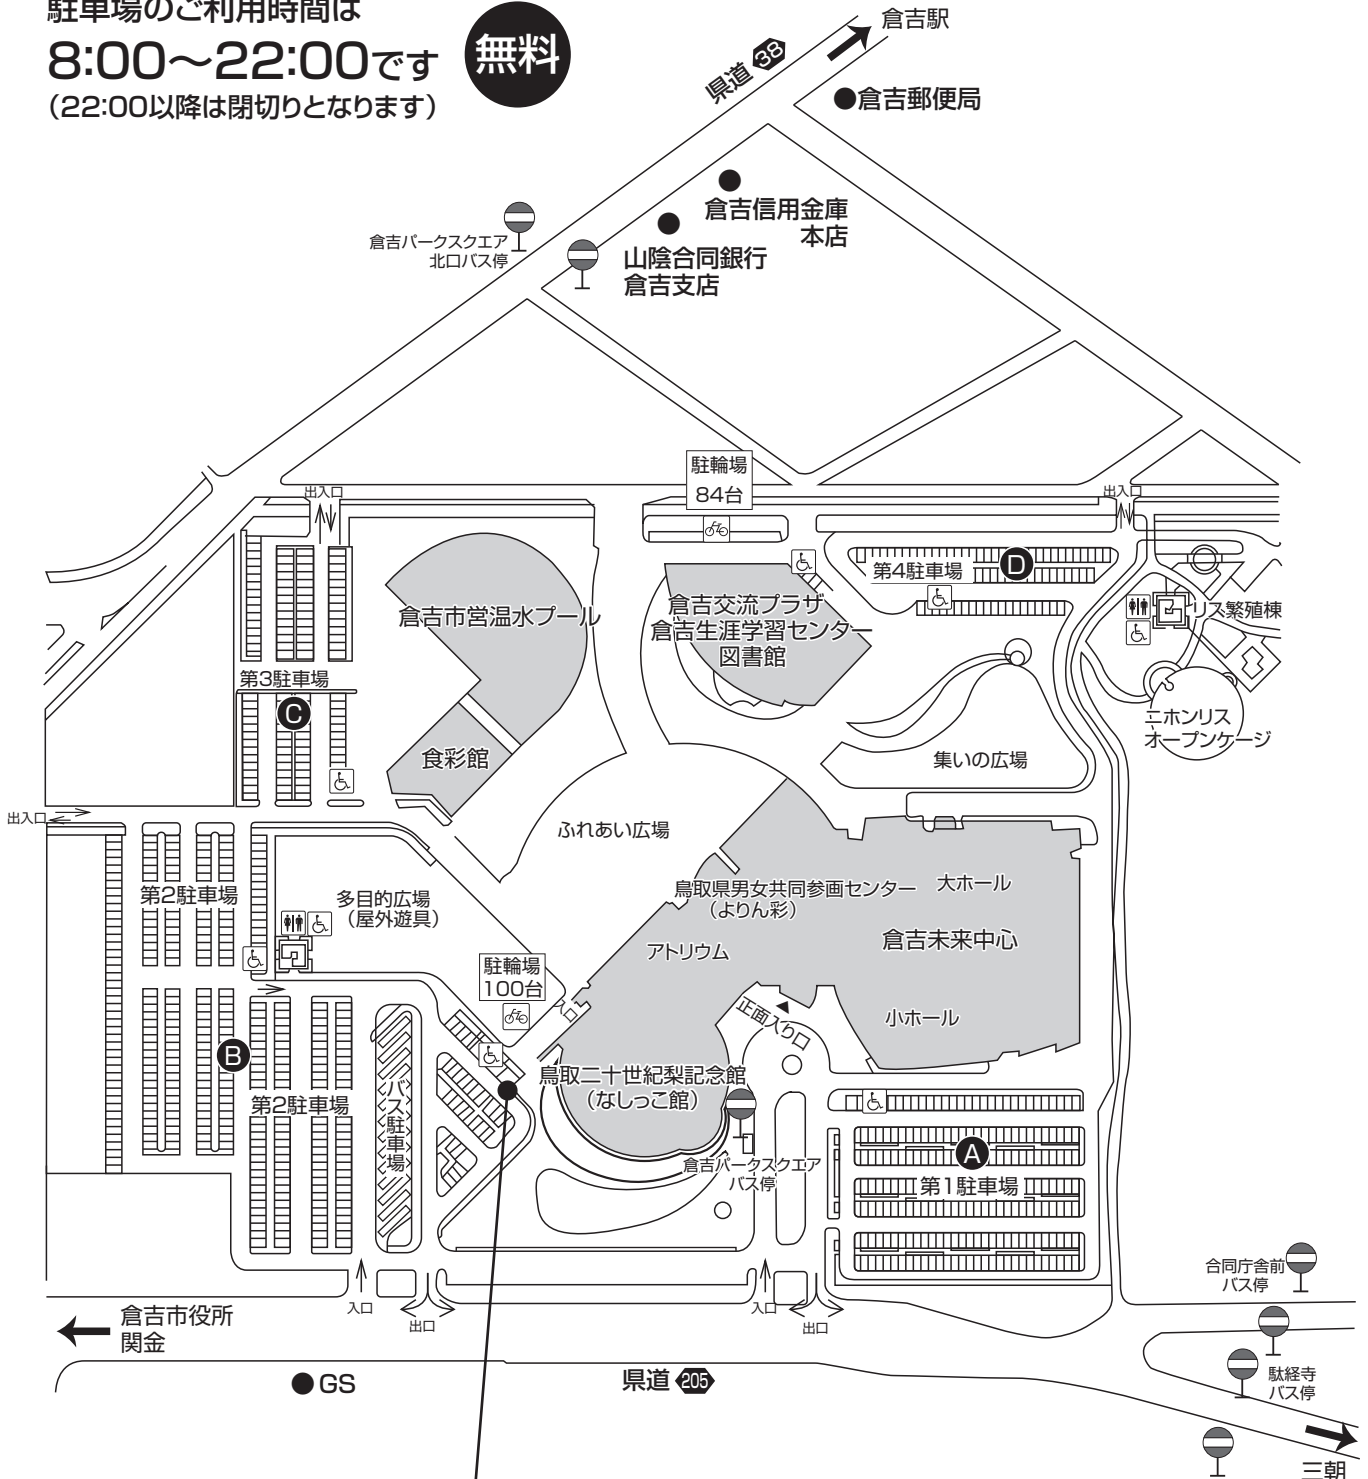 駐車場のご利用時間は
8:00〜22:00です
(22:00以降は閉切りとなります)
無料
倉吉駅
県道 38
倉吉郵便局
倉吉信用金庫
本店
山陰合同銀行
倉吉支店
倉吉パークスクエア
北口バス停
駐輪場
84台
出入口
出入口
第4駐車場
D
倉吉市営温水プール
倉吉交流プラザ
倉吉生涯学習センター
図書館
リス繁殖棟
第3駐車場
C
ニホンリス
オープンケージ
食彩館
集いの広場
出入口
ふれあい広場
第2駐車場
多目的広場
(屋外遊具)
鳥取県男女共同参画センター
(よりん彩)
大ホール
倉吉未来中心
アトリウム
駐輪場
100台
入口
正面入り口
小ホール
B
第2駐車場
バス駐車場
鳥取二十世紀梨記念館
(なしっこ館)
倉吉パークスクエア
バス停
A
第1駐車場
合同庁舎前
バス停
入口
出口
入口
出口
倉吉市役所
関金
GS
県道 205
駄経寺
バス停
三朝